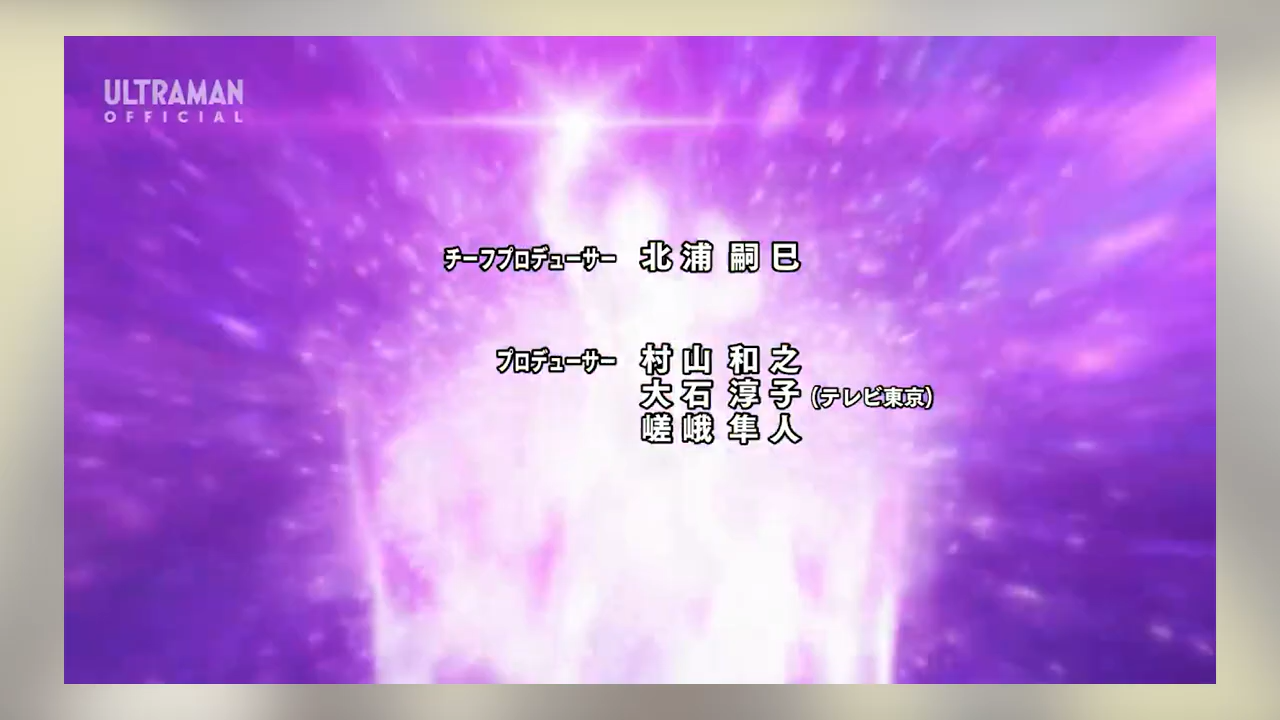 ULTRAMAN
OFFICIAL
チーフプロデューサー 北浦 嗣巳
プロデューサー 村山 和之
大石 淳子 (テレビ東京)
嵯峨 隼人